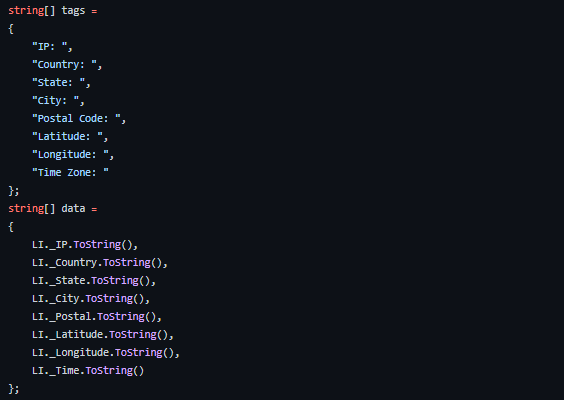 string[] tags =
{
    "IP: ",
    "Country: ",
    "State: ",
    "City: ",
    "Postal Code: ",
    "Latitude: ",
    "Longitude: ",
    "Time Zone: "
};
string[] data =
{
    LI._IP.ToString(),
    LI._Country.ToString(),
    LI._State.ToString(),
    LI._City.ToString(),
    LI._Postal.ToString(),
    LI._Latitude.ToString(),
    LI._Longitude.ToString(),
    LI._Time.ToString()
};